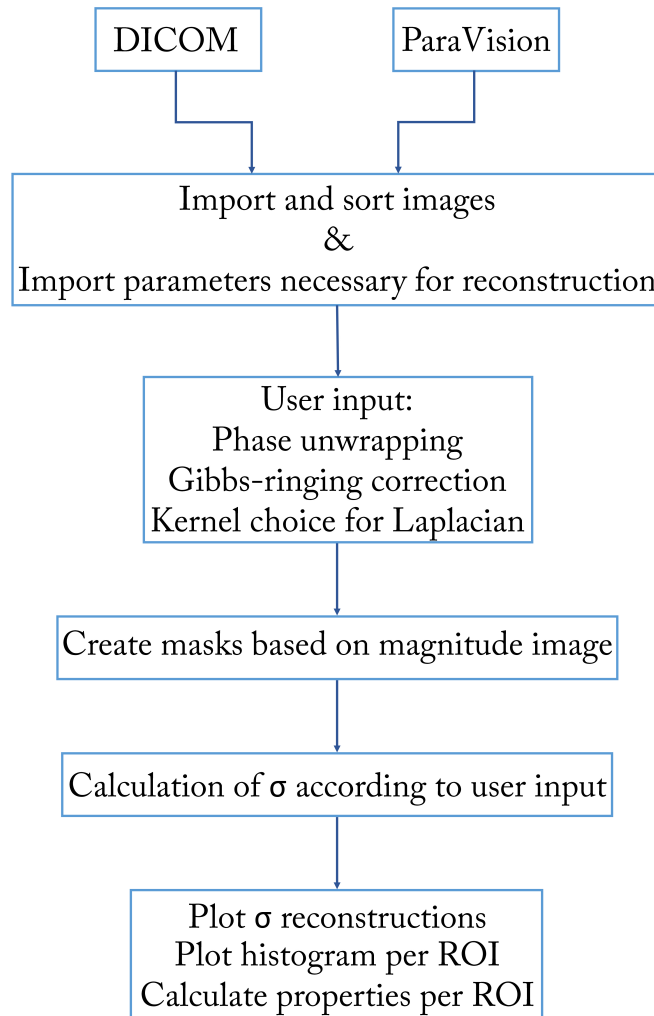 DICOM
ParaVision
Import and sort images
&
Import parameters necessary for reconstruction
User input:
Phase unwrapping
Gibbs-ringing correction
Kernel choice for Laplacian
Create masks based on magnitude image
Calculation of σ according to user input
Plot σ reconstructions
Plot histogram per ROI
Calculate properties per ROI